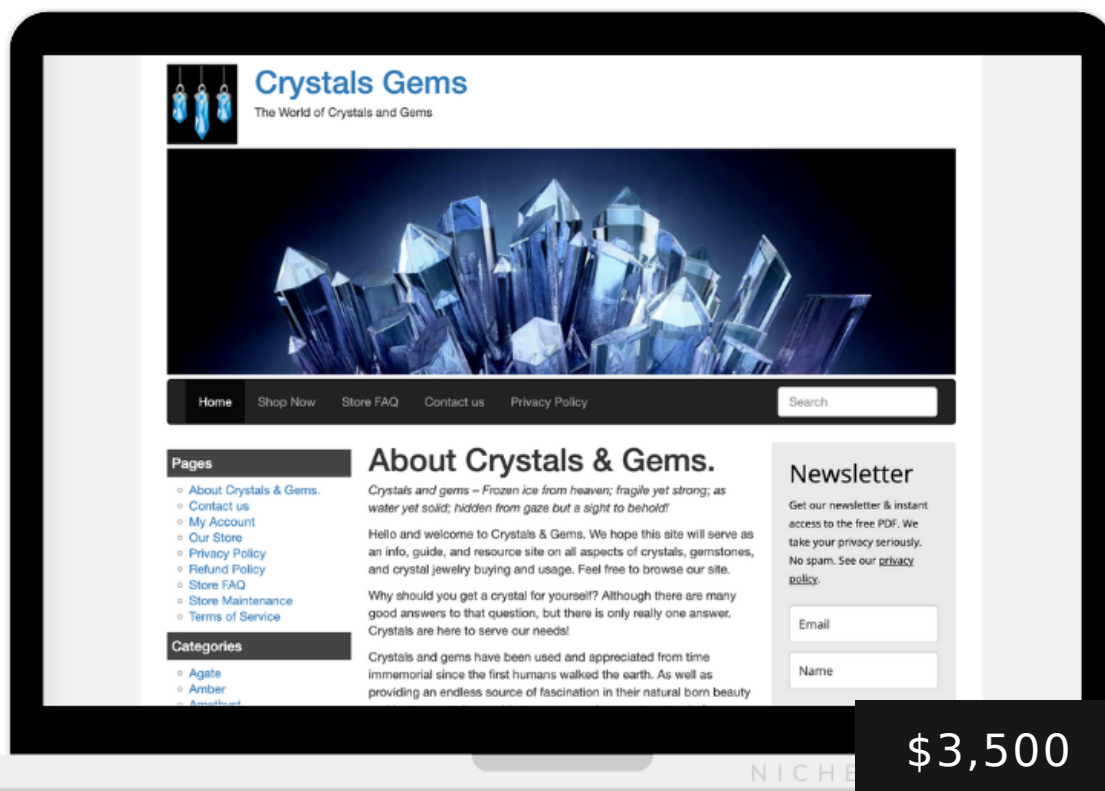 Crystals Gems
The World of Crystals and Gems
Home Shop Now Store FAQ Contact us Privacy Policy Search
Pages
About Crystals & Gems.
Contact us
My Account
Our Store
Privacy Policy
Refund Policy
Store FAQ
Store Maintenance
Terms of Service
Categories
Agate
Amber
Amethyst
About Crystals & Gems.
Crystals and gems – Frozen ice from heaven; fragile yet strong; as
water yet solid; hidden from gaze but a sight to behold!
Hello and welcome to Crystals & Gems. We hope this site will serve as
an info, guide, and resource site on all aspects of crystals, gemstones,
and crystal jewelry buying and usage. Feel free to browse our site.
Why should you get a crystal for yourself? Although there are many
good answers to that question, but there is only really one answer.
Crystals are here to serve our needs!
Crystals and gems have been used and appreciated from time
immemorial since the first humans walked the earth. As well as
providing an endless source of fascination in their natural born beauty
Newsletter
Get our newsletter & instant
access to the free PDF. We
take your privacy seriously.
No spam. See our privacy
policy.
Email
Name
NICHE
$3,500